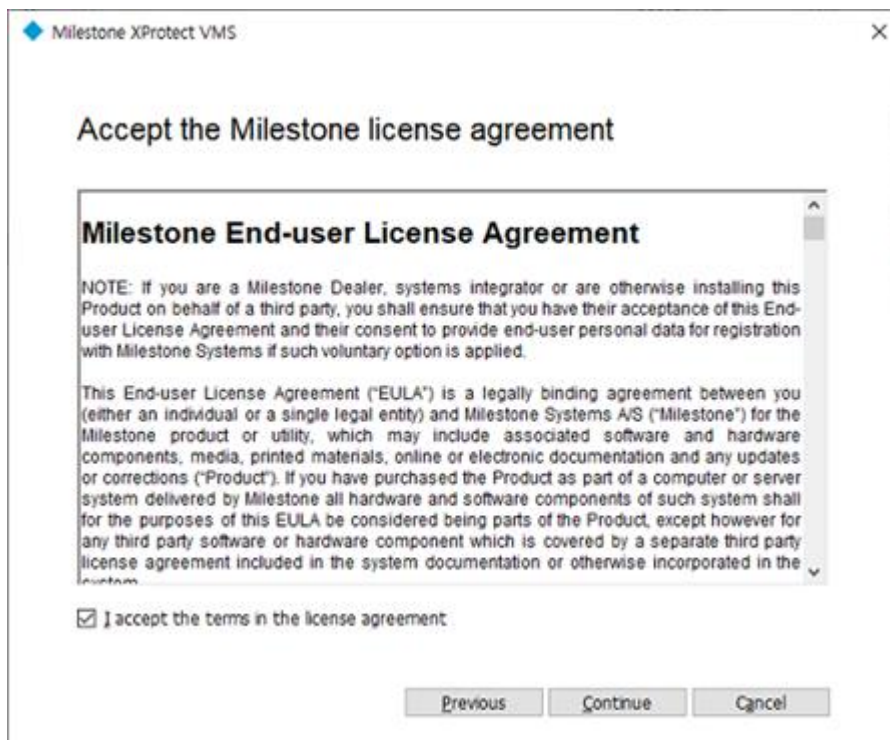 Milestone XProtect VMS
Accept the Milestone license agreement
Milestone End-user License Agreement
NOTE: If you are a Milestone Dealer, systems integrator or are otherwise installing this
Product on behalf of a third party, you shall ensure that you have their acceptance of this End-
user License Agreement and their consent to provide end-user personal data for registration
with Milestone Systems if such voluntary option is applied.
This End-user License Agreement (“EULA”) is a legally binding agreement between you
(either an individual or a single legal entity) and Milestone Systems A/S (“Milestone”) for the
Milestone product or utility, which may include associated software and hardware
components, media, printed materials, online or electronic documentation and any updates
or corrections (“Product”). If you have purchased the Product as part of a computer or server
system delivered by Milestone all hardware and software components of such system shall
for the purposes of this EULA be considered being parts of the Product, except however for
any third party software or hardware component which is covered by a separate third party
license agreement included in the system documentation or otherwise incorporated in the
system
I accept the terms in the license agreement
Previous Continue Cancel